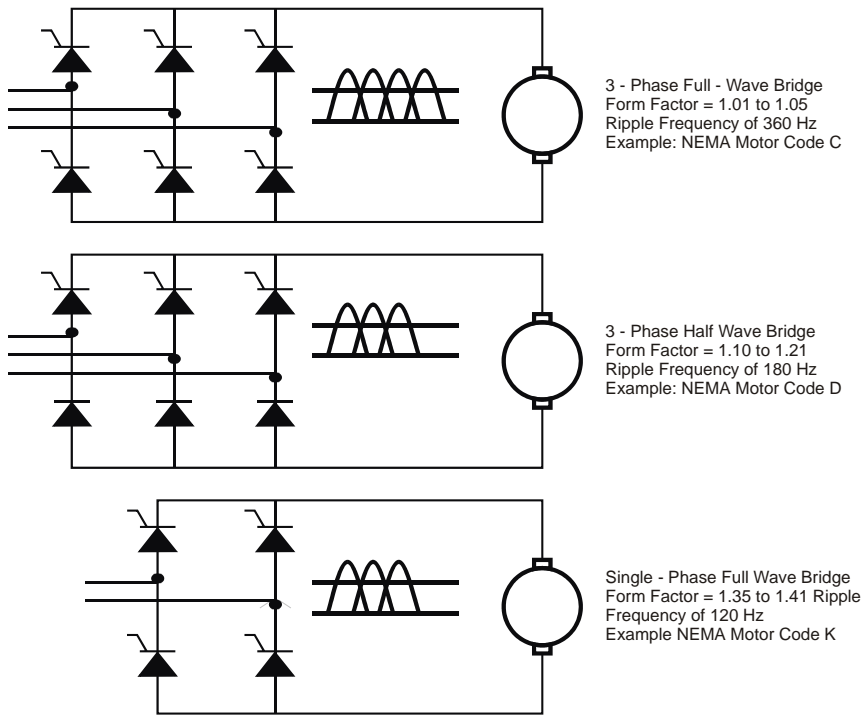 3 - Phase Full - Wave Bridge
Form Factor = 1.01 to 1.05
Ripple Frequency of 360 Hz
Example: NEMA Motor Code C
3 - Phase Half Wave Bridge
Form Factor = 1.10 to 1.21
Ripple Frequency of 180 Hz
Example: NEMA Motor Code D
Single - Phase Full Wave Bridge
Form Factor = 1.35 to 1.41 Ripple
Frequency of 120 Hz
Example NEMA Motor Code K